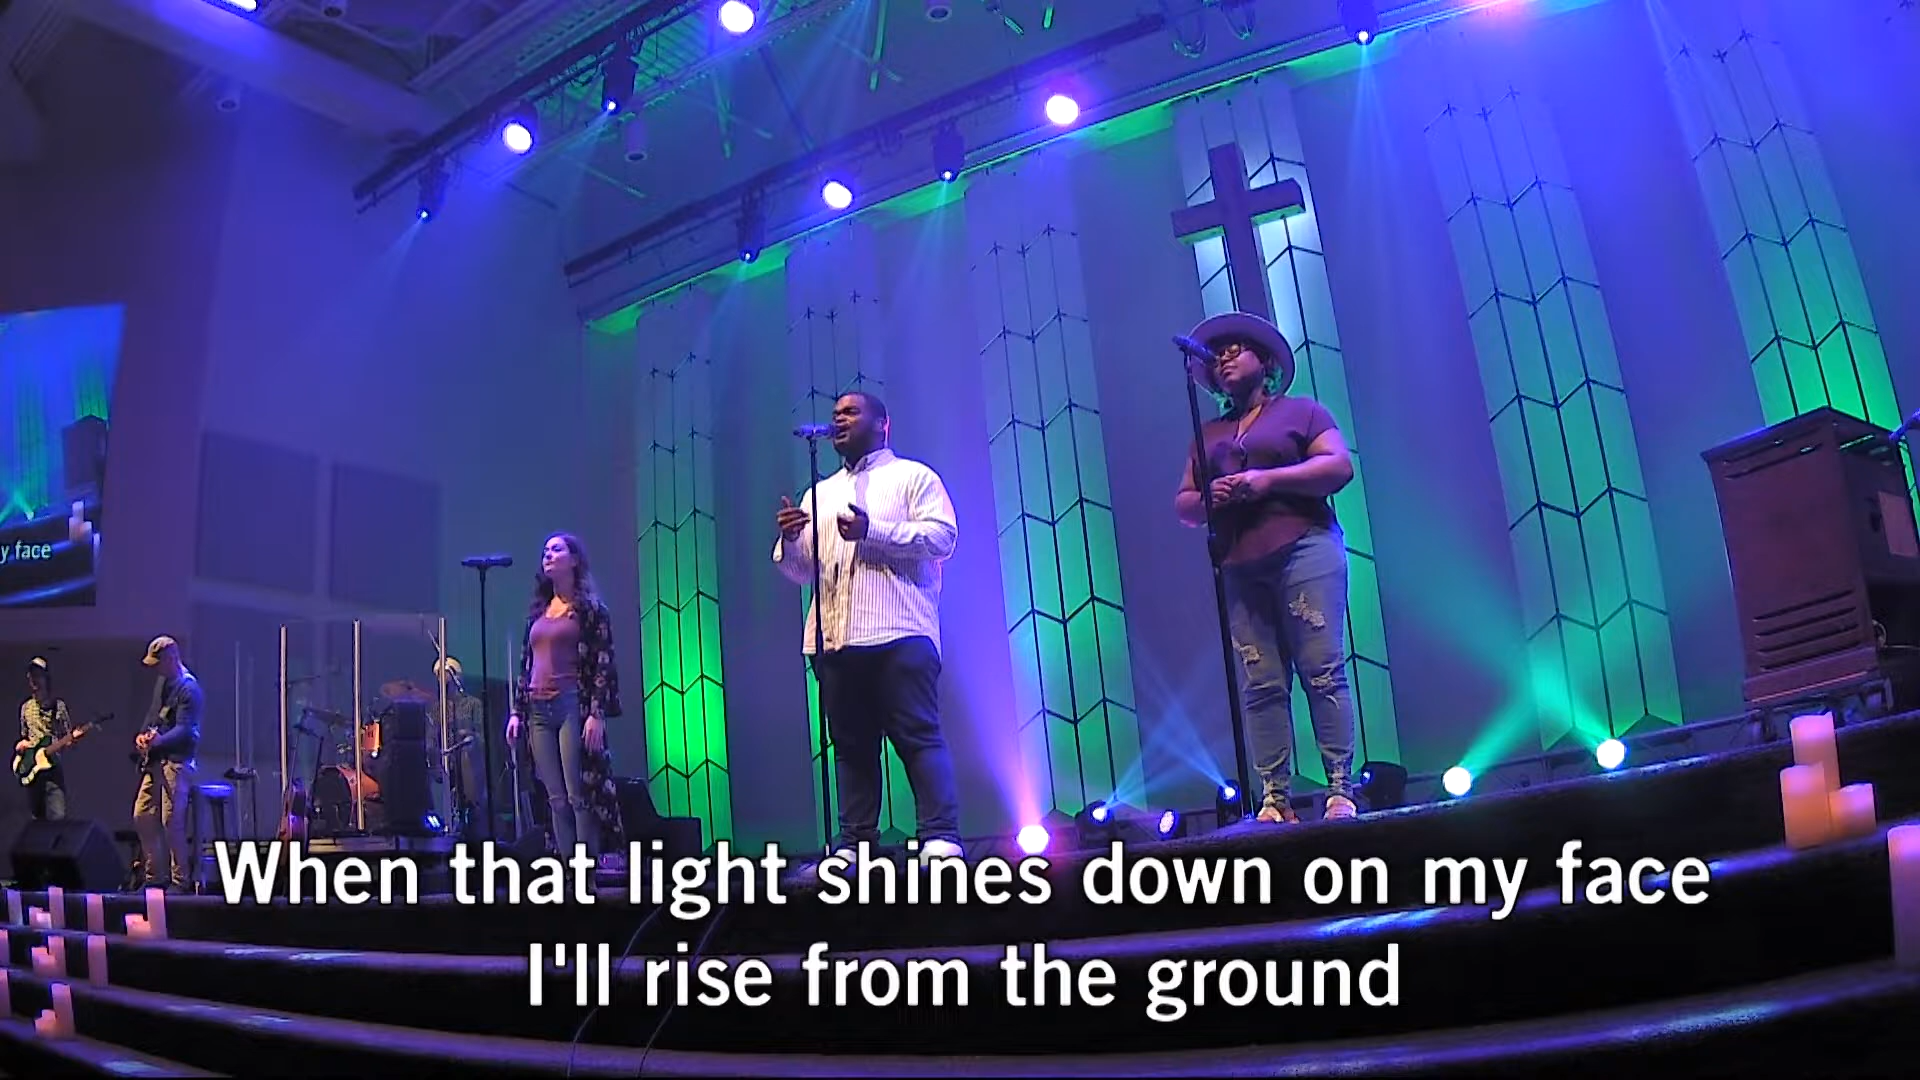 y face
When that light shines down on my face
I'll rise from the ground